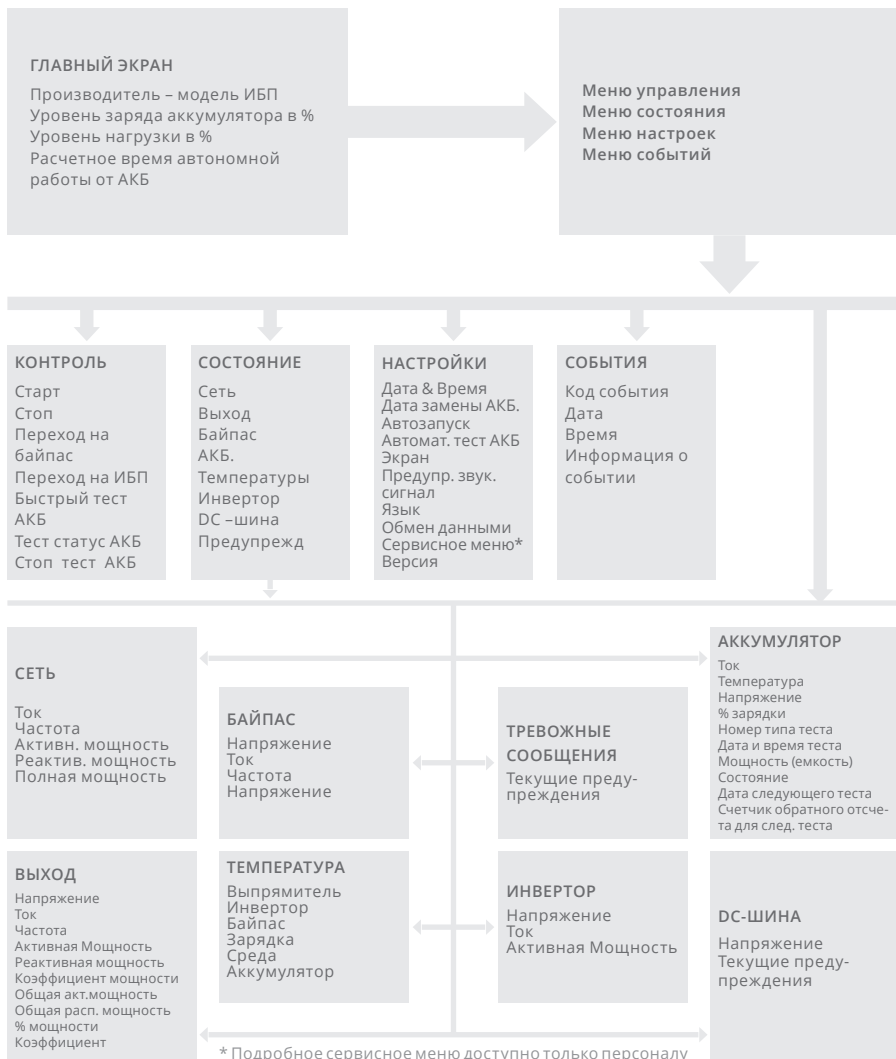 ГЛАВНЫЙ ЭКРАН
Производитель – модель ИБП
Уровень заряда аккумулятора в %
Уровень нагрузки в %
Расчетное время автономной
работы от АКБ
Меню управления
Меню состояния
Меню настроек
Меню событий
КОНТРОЛЬ
Старт
Стоп
Переход на
байпас
Переход на ИБП
Быстрый тест
АКБ
Тест статус АКБ
Стоп тест АКБ
СОСТОЯНИЕ
Сеть
Выход
Байпас
АКБ.
Температуры
Инвертор
DC –шина
Предупрежд
НАСТРОЙКИ
Дата & Время
Дата замены АКБ.
Автозапуск
Автомат. тест АКБ
Экран
Предупр. звук.
сигнал
Язык
Обмен данными
Сервисное меню*
Версия
СОБЫТИЯ
Код события
Дата
Время
Информация о
событии
СЕТЬ
Ток
Частота
Активн. мощность
Реактив. мощность
Полная мощность
БАЙПАС
Напряжение
Ток
Частота
Напряжение
ТРЕВОЖНЫЕ
СООБЩЕНИЯ
Текущие преду-
преждения
АККУМУЛЯТОР
Ток
Температура
Напряжение
% зарядки
Номер типа теста
Дата и время теста
Мощность (емкость)
Состояние
Дата следующего теста
Счетчик обратного отсче-
та для след. теста
ВЫХОД
Напряжение
Ток
Частота
Активная Мощность
Реактивная мощность
Коэффициент мощности
Общая акт.мощность
Общая расп. мощность
% мощности
Коэффициент
ТЕМПЕРАТУРА
Выпрямитель
Инвертор
Байпас
Зарядка
Среда
Аккумулятор
ИНВЕРТОР
Напряжение
Ток
Активная Мощность
DC-ШИНА
Напряжение
Текущие преду-
преждения
* Подробное сервисное меню доступно только персоналу